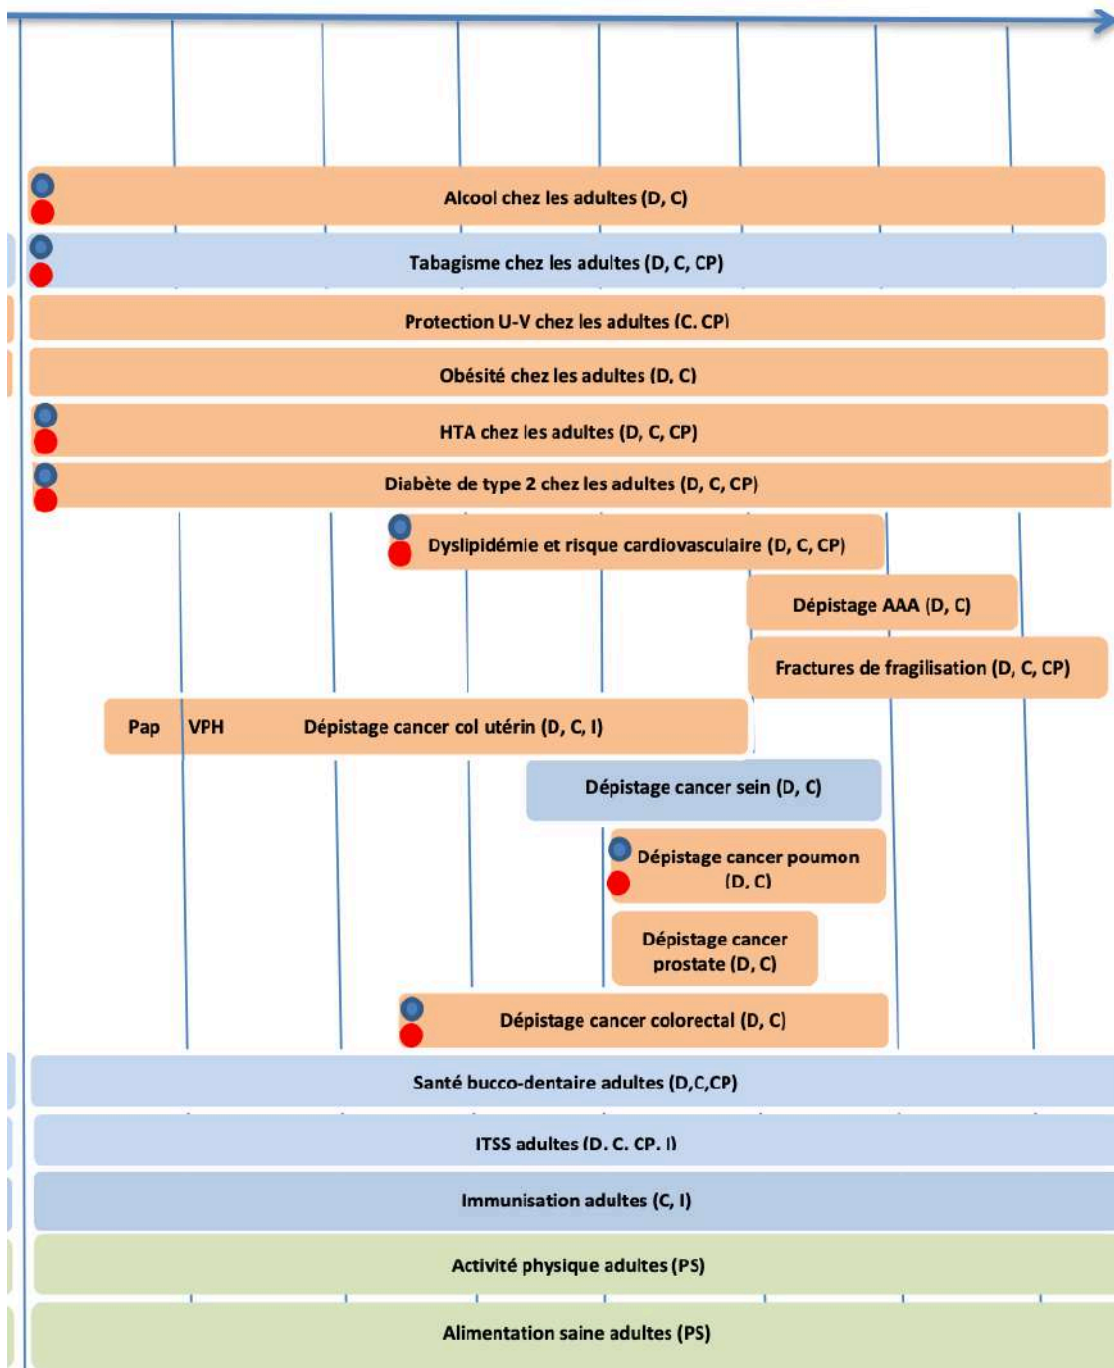 Alcool chez les adultes (D, C)
Tabagisme chez les adultes (D, C, CP)
Protection U-V chez les adultes (C. CP)
Obésité chez les adultes (D, C)
HTA chez les adultes (D, C, CP)
Diabète de type 2 chez les adultes (D, C, CP)
Dyslipidémie et risque cardiovasculaire (D, C, CP)
Dépistage AAA (D, C)
Fractures de fragilisation (D, C, CP)
Pap VPH Dépistage cancer col utérin (D, C, I)
Dépistage cancer sein (D, C)
Dépistage cancer poumon
(D, C)
Dépistage cancer
prostate (D, C)
Dépistage cancer colorectal (D, C)
Santé bucco-dentaire adultes (D,C,CP)
ITSS adultes (D. C. CP. I)
Immunisation adultes (C, I)
Activité physique adultes (PS)
Alimentation saine adultes (PS)